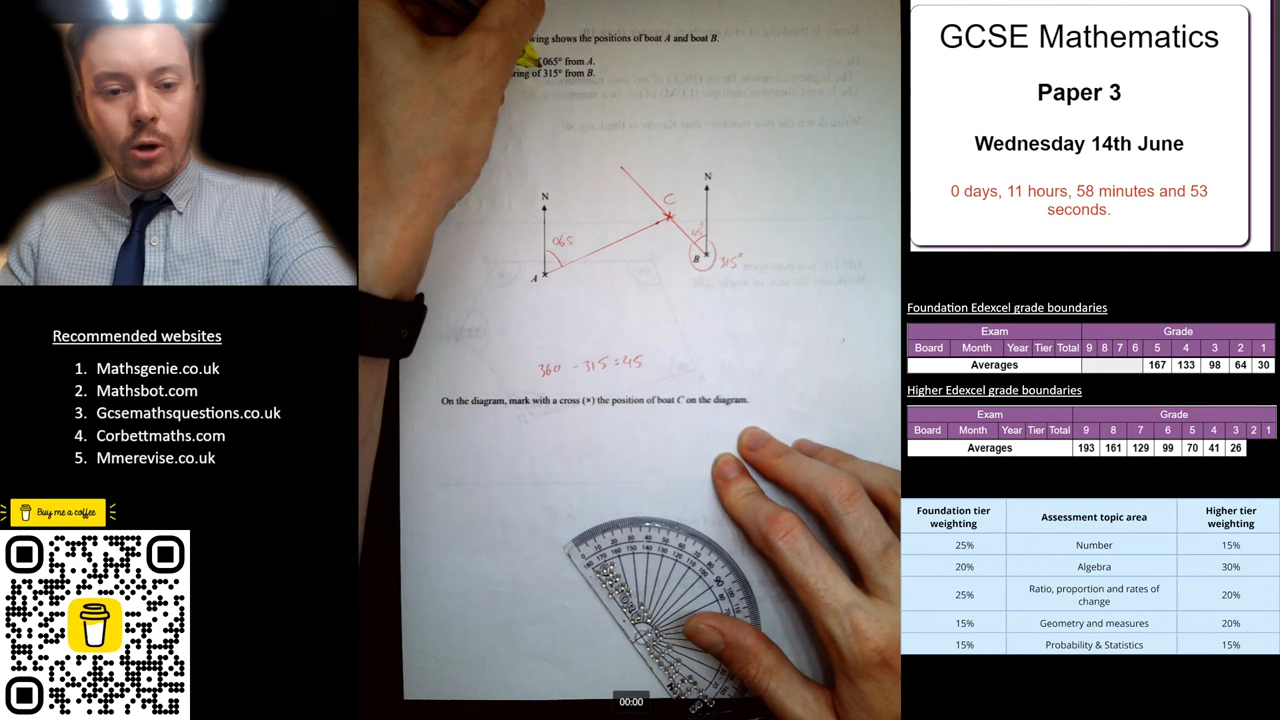 Recommended websites
1. Mathsgenie.co.uk
2. Mathsbot.com
3. Gcsemathsquestions.co.uk
4. Corbettmaths.com
5. Mmerevise.co.uk
Buy me a coffee
wing shows the positions of boat A and boat B.
065° from A.
ring of 315° from B.
N
N
C
065
45°
A
B
315°
360 - 315 = 45
On the diagram, mark with a cross (×) the position of boat C on the diagram.
00:00
GCSE Mathematics
Paper 3
Wednesday 14th June
0 days, 11 hours, 58 minutes and 53
seconds.
Foundation Edexcel grade boundaries
Exam Grade
Board Month Year Tier Total 9 8 7 6 5 4 3 2 1
Averages 167 133 98 64 30
Higher Edexcel grade boundaries
Exam Grade
Board Month Year Tier Total 9 8 7 6 5 4 3 2 1
Averages 193 161 129 99 70 41 26
Foundation tier weighting Assessment topic area Higher tier weighting
25% Number 15%
20% Algebra 30%
25% Ratio, proportion and rates of change 20%
15% Geometry and measures 20%
15% Probability & Statistics 15%